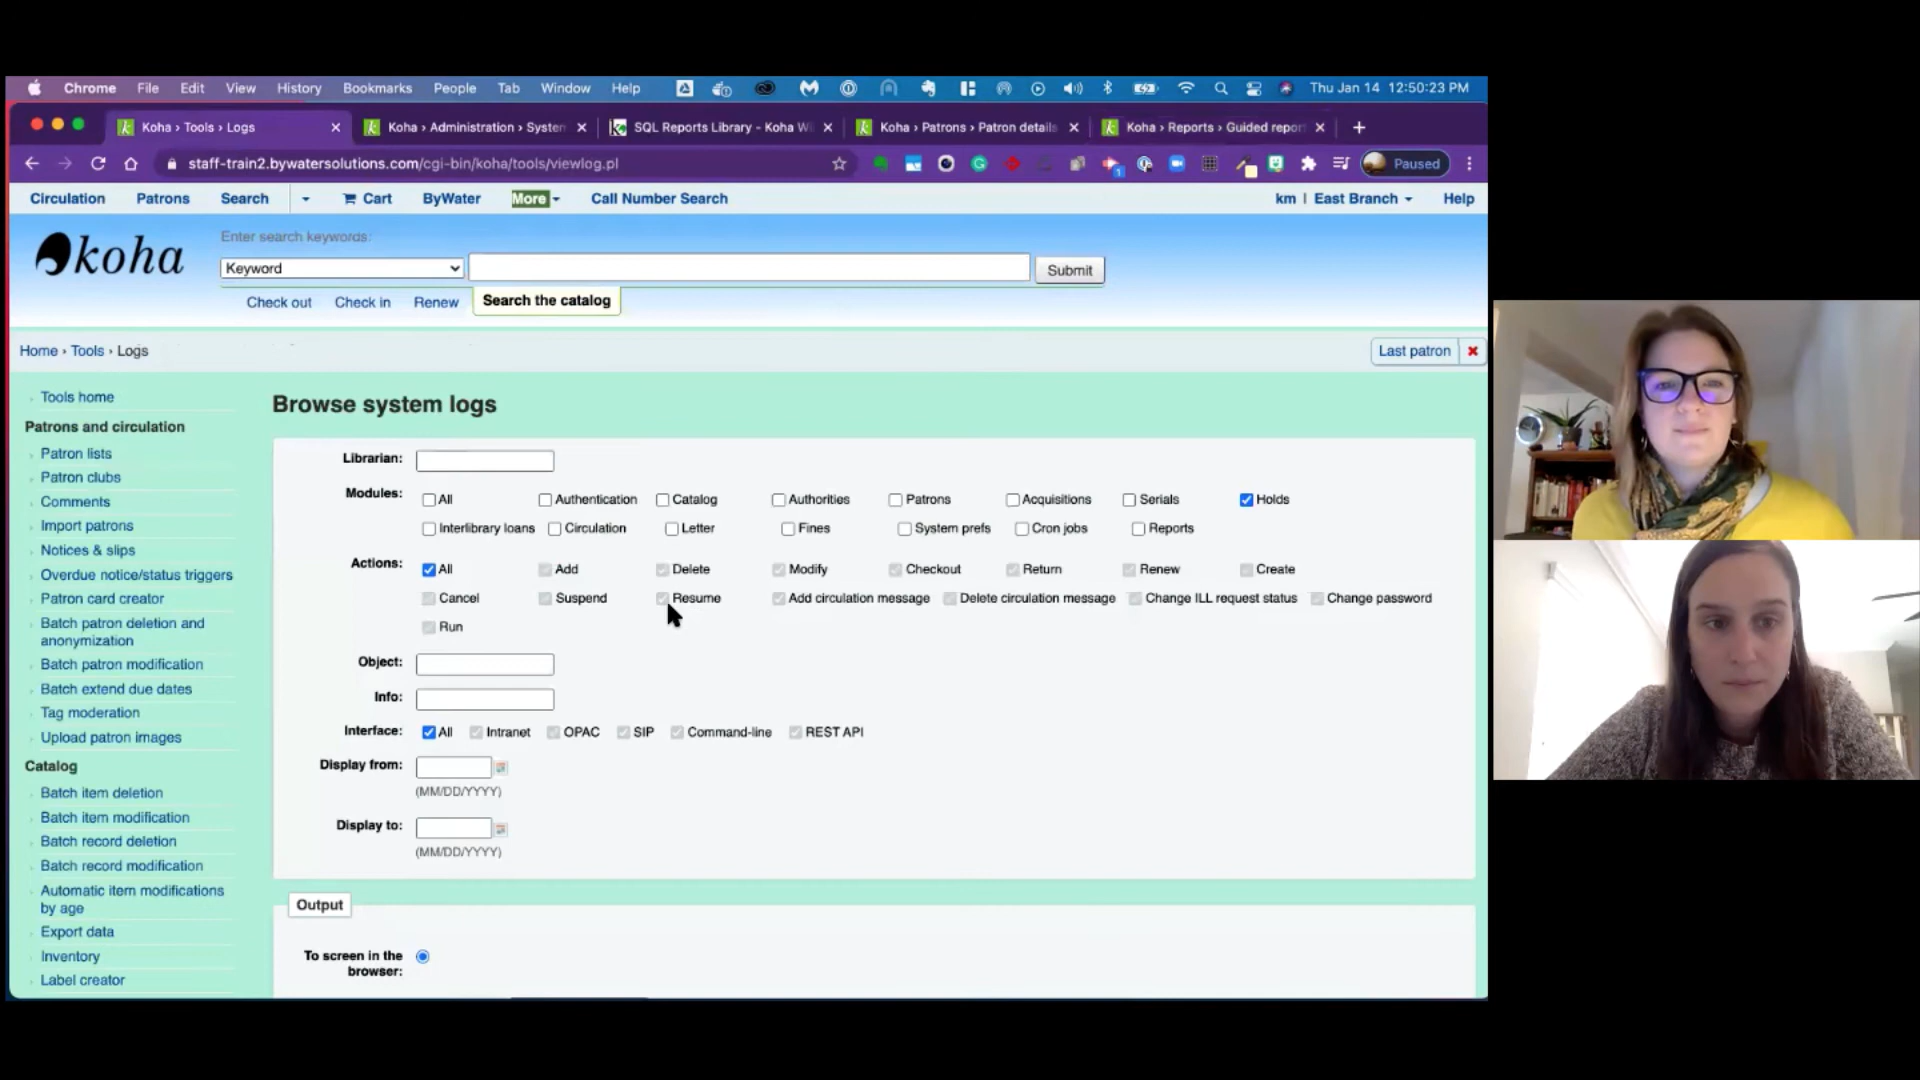 Chrome File Edit View History Bookmarks People Tab Window Help Thu Jan 14 12:50:23 PM
Koha › Tools › Logs Koha › Administration › System SQL Reports Library - Koha Wi Koha › Patrons › Patron details Koha › Reports › Guided report
staff-train2.bywatersolutions.com/cgi-bin/koha/tools/viewlog.pl Paused
Circulation Patrons Search Cart ByWater More Call Number Search km | East Branch Help
koha
Enter search keywords:
Keyword Submit
Check out Check in Renew Search the catalog
Home › Tools › Logs Last patron
Tools home
Patrons and circulation
Patron lists
Patron clubs
Comments
Import patrons
Notices & slips
Overdue notice/status triggers
Patron card creator
Batch patron deletion and
anonymization
Batch patron modification
Batch extend due dates
Tag moderation
Upload patron images
Catalog
Batch item deletion
Batch item modification
Batch record deletion
Batch record modification
Automatic item modifications
by age
Export data
Inventory
Label creator
Browse system logs
Librarian:
Modules: All Authentication Catalog Authorities Patrons Acquisitions Serials Holds
Interlibrary loans Circulation Letter Fines System prefs Cron jobs Reports
Actions: All Add Delete Modify Checkout Return Renew Create
Cancel Suspend Resume Add circulation message Delete circulation message Change ILL request status Change password
Run
Object:
Info:
Interface: All Intranet OPAC SIP Command-line REST API
Display from:
(MM/DD/YYYY)
Display to:
(MM/DD/YYYY)
Output
To screen in the
browser: